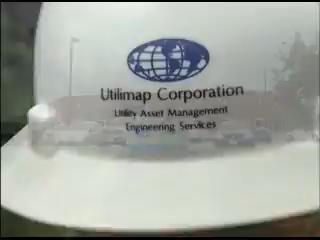 Utilimap Corporation
Utility Asset Management
Engineering Services